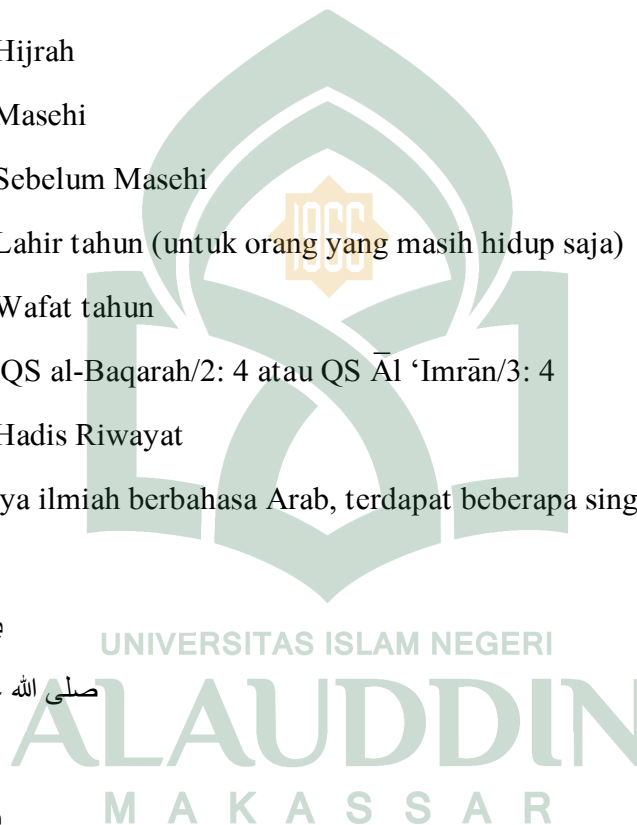 Hijrah
Masehi
Sebelum Masehi
1965
Lahir tahun (untuk orang yang masih hidup saja)
Wafat tahun
QS al-Baqarah/2: 4 atau QS Āl ‘Imrān/3: 4
Hadis Riwayat
ya ilmiah berbahasa Arab, terdapat beberapa sing
UNIVERSITAS ISLAM NEGERI
صلى الله
ALAUDDIN
MAKASSAR